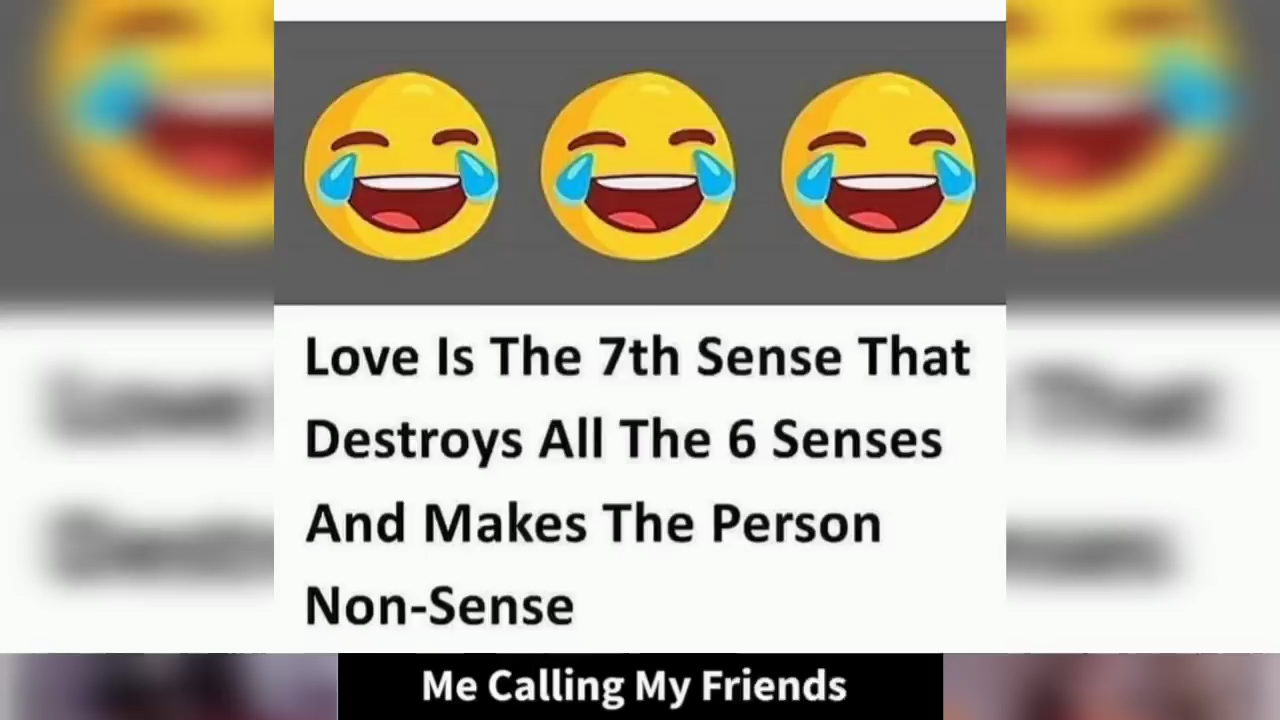 Love Is The 7th Sense That
Destroys All The 6 Senses
And Makes The Person
Non-Sense
Me Calling My Friends